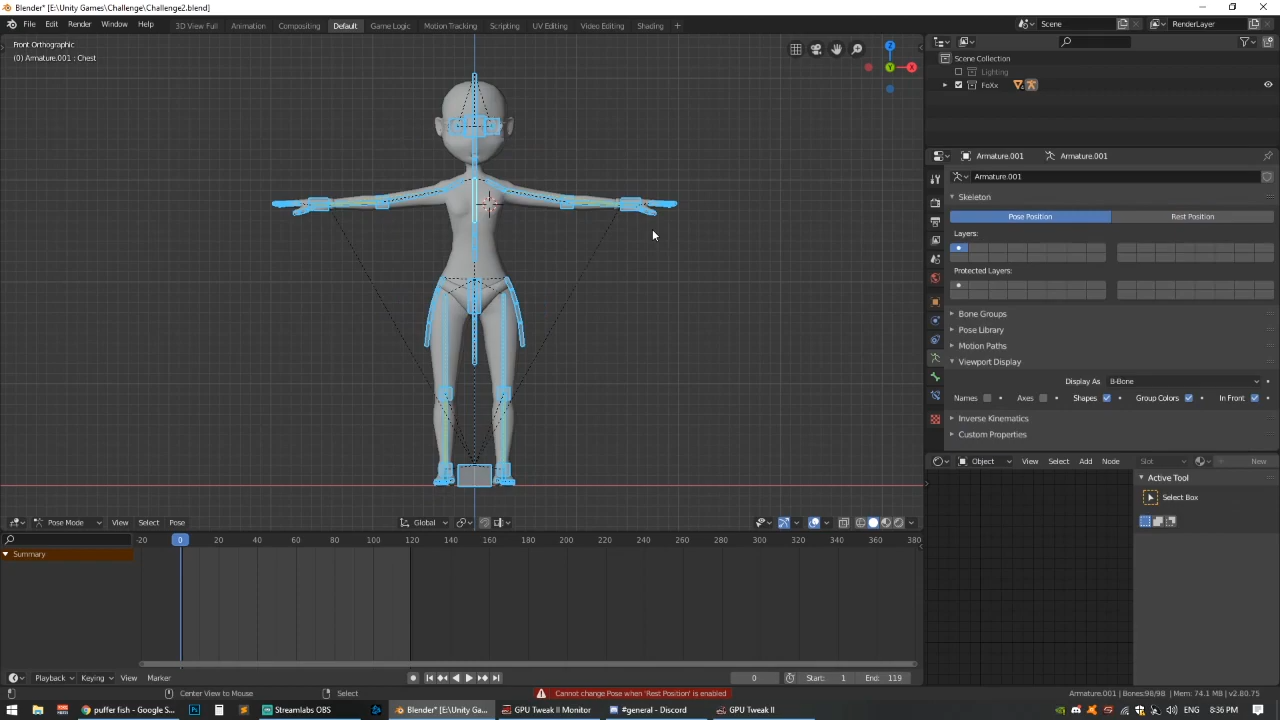 Blender* [E:\Unity Games\Challenge\Challenge2.blend]
File Edit Render Window Help
3D View Full Animation Compositing Default Game Logic Motion Tracking Scripting UV Editing Video Editing Shading +
Scene
RenderLayer
Front Orthographic
(0) Armature.001 : Chest
Z
Y
X
Scene Collection
Lighting
FoXx
Armature.001 Armature.001
Armature.001
Skeleton
Pose Position Rest Position
Layers:
Protected Layers:
Bone Groups
Pose Library
Motion Paths
Viewport Display
Display As B-Bone
Names Axes Shapes Group Colors In Front
Inverse Kinematics
Custom Properties
Object View Select Add Node Slot New
Active Tool
Select Box
Pose Mode View Select Pose Global
-20 0 20 40 60 80 100 120 140 160 180 200 220 240 260 280 300 320 340 360 380
Summary
Playback Keying View Marker 0 Start: 1 End: 119
Center View to Mouse Select Cannot change Pose when 'Rest Position' is enabled Armature.001 | Bones:98/98 | Mem: 74.1 MB | v2.80.75
puffer fish - Google S... Streamlabs OBS Blender* [E:\Unity Ga... GPU Tweak II Monitor #general - Discord GPU Tweak II 8:36 PM